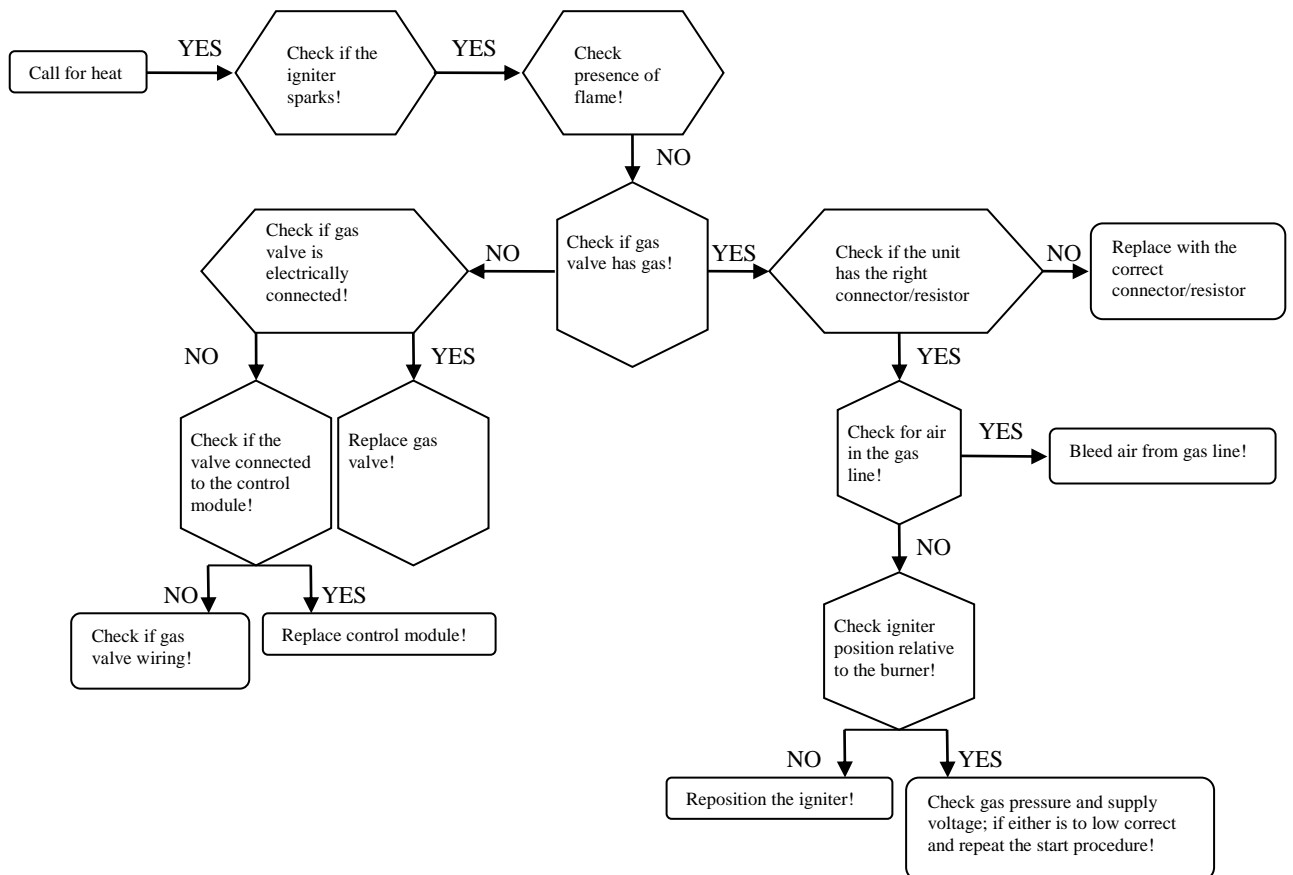 YES
YES
Call for heat
Check if the
igniter
sparks!
Check
presence of
flame!
NO
Check if gas
valve is
electrically
connected!
NO
Check if gas
valve has gas!
YES
Check if the unit
has the right
connector/resistor
NO
Replace with the
correct
connector/resistor
NO
YES
YES
Check if the
valve connected
to the control
module!
Replace gas
valve!
Check for air
in the gas
line!
YES
Bleed air from gas line!
NO
NO
YES
Check if gas
valve wiring!
Replace control module!
Check igniter
position relative
to the burner!
NO
YES
Reposition the igniter!
Check gas pressure and supply
voltage; if either is to low correct
and repeat the start procedure!